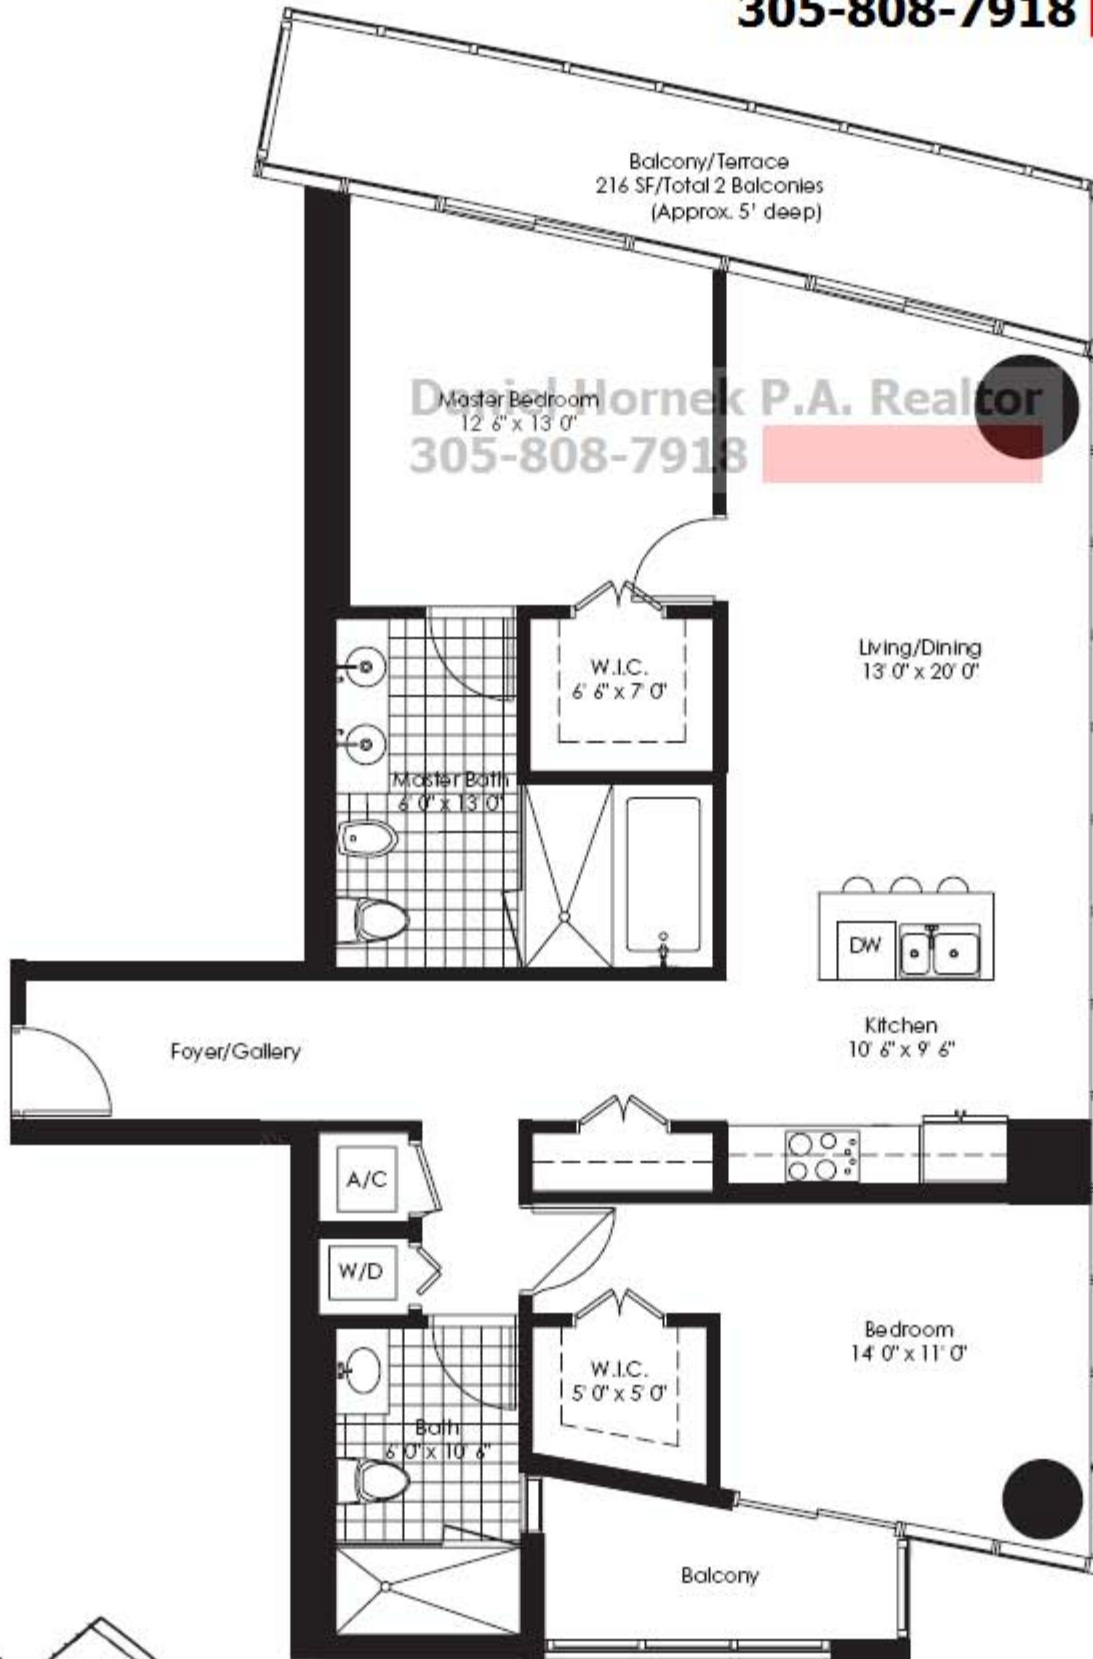 305-808-7918
Balcony/Terrace
216 SF/Total 2 Balconies
(Approx. 5' deep)
Daniel Hornek P.A. Realtor
305-808-7918
Master Bedroom
12' 6" x 13' 0"
Living/Dining
13' 0" x 20' 0"
W.I.C.
6' 6" x 7' 0"
Master Bath
6' 0" x 13' 0"
DW
Kitchen
10' 6" x 9' 6"
Foyer/Gallery
A/C
W/D
Bedroom
14' 0" x 11' 0"
W.I.C.
5' 0" x 5' 0"
Bath
6' 0" x 10' 6"
Balcony